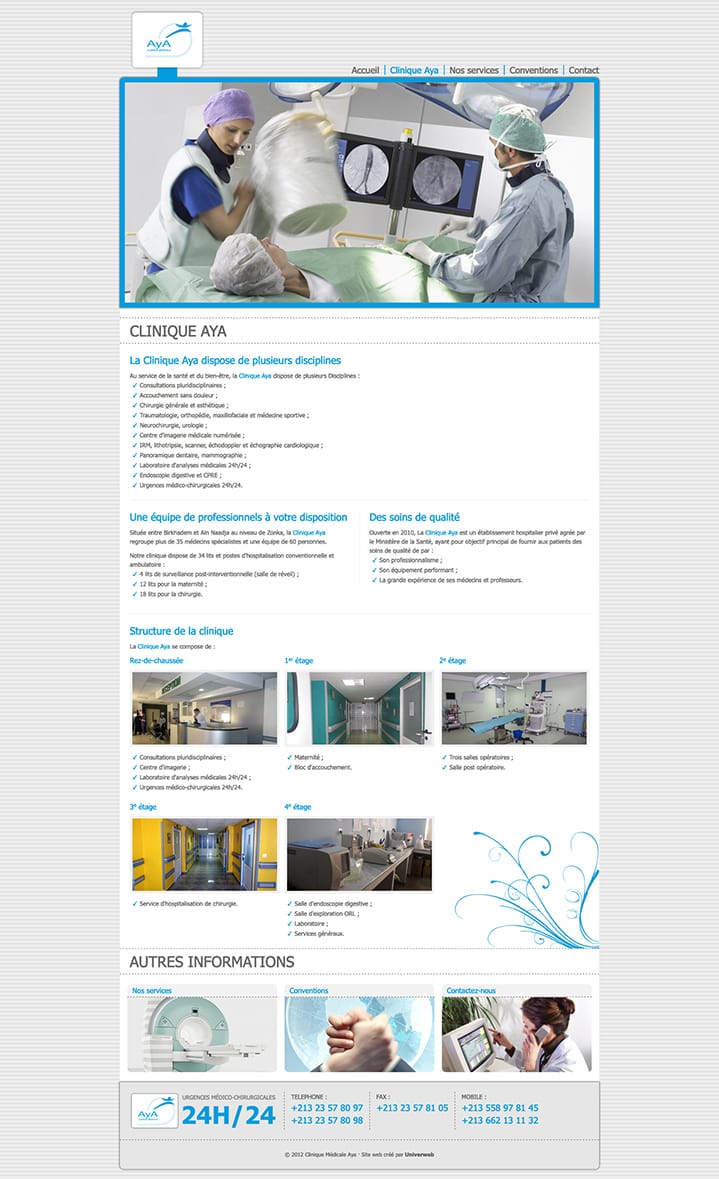 AyA
CLINIQUE MÉDICALE
Accueil
Clinique Aya
Nos services
Conventions
Contact
CLINIQUE AYA
La Clinique Aya dispose de plusieurs disciplines
Au service de la santé et du bien-être, la Clinique Aya dispose de plusieurs Disciplines :
✓ Consultations pluridisciplinaires ;
✓ Accouchement sans douleur ;
✓ Chirurgie générale et esthétique ;
✓ Traumatologie, orthopédie, maxillofaciale et médecine sportive ;
✓ Neurochirurgie, urologie ;
✓ Centre d'imagerie médicale numérisée ;
✓ IRM, lithotripsie, scanner, échodoppier et échographie cardiologique ;
✓ Panoramique dentaire, mammographie ;
✓ Laboratoire d'analyses médicales 24h/24 ;
✓ Endoscopie digestive et CPRE ;
✓ Urgences médico-chirurgicales 24h/24.
Une équipe de professionnels à votre disposition
Située entre Birkhadem et Aïn Naadja au niveau de Zonka, la Clinique Aya
regroupe plus de 35 médecins spécialistes et une équipe de 60 personnes.
Notre clinique dispose de 34 lits et postes d'hospitalisation conventionnelle et
ambulatoire :
✓ 4 lits de surveillance post-interventionnelle (salle de réveil) ;
✓ 12 lits pour la maternité ;
✓ 18 lits pour la chirurgie.
Des soins de qualité
Ouverte en 2010, La Clinique Aya est un établissement hospitalier privé agrée par
le Ministère de la Santé, ayant pour objectif principal de fournir aux patients des
soins de qualité de par :
✓ Son professionnalisme ;
✓ Son équipement performant ;
✓ La grande expérience de ses médecins et professeurs.
Structure de la clinique
La Clinique Aya se compose de :
Rez-de-chaussée
✓ Consultations pluridisciplinaires ;
✓ Centre d'imagerie ;
✓ Laboratoire d'analyses médicales 24h/24 ;
✓ Urgences médico-chirurgicales 24h/24.
1er étage
✓ Maternité ;
✓ Bloc d'accouchement.
2e étage
✓ Trois salles opératoires ;
✓ Salle post opératoire.
3e étage
✓ Service d'hospitalisation de chirurgie.
4e étage
✓ Salle d'endoscopie digestive ;
✓ Salle d'exploration ORL ;
✓ Laboratoire ;
✓ Services généraux.
AUTRES INFORMATIONS
Nos services
Conventions
Contactez-nous
AyA
URGENCES MÉDICO-CHIRURGICALES
24H/24
TELEPHONE :
+213 23 57 80 97
+213 23 57 80 98
FAX :
+213 23 57 81 05
MOBILE :
+213 558 97 81 45
+213 662 13 11 32
© 2012 Clinique Médicale Aya - Site web créé par Univerweb